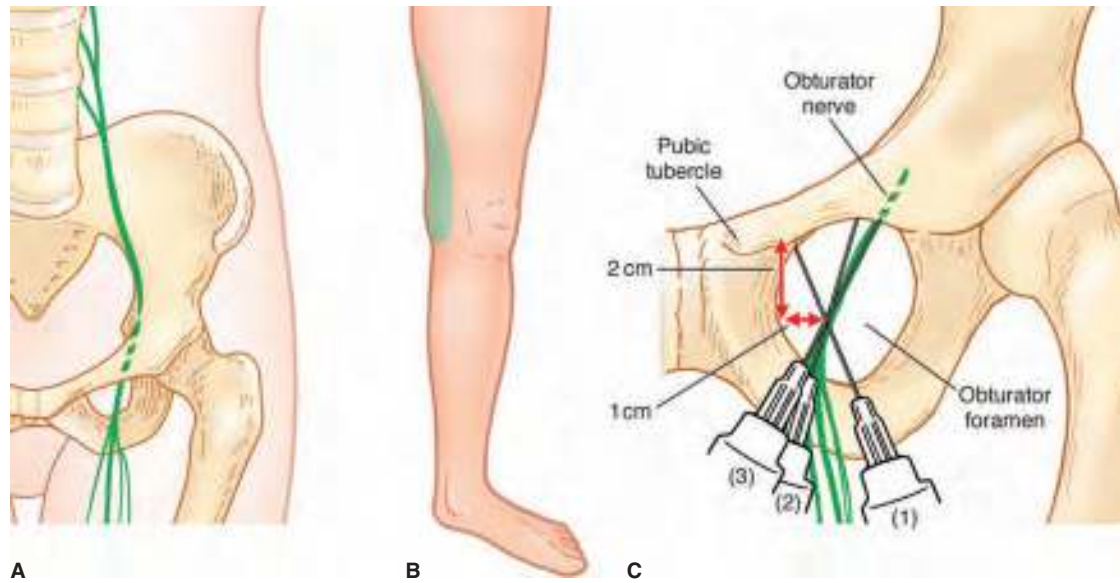 Obturator
nerve
Pubic
tubercle
2 cm
1 cm
Obturator
foramen
(3)
(2)
(1)
A
B
C